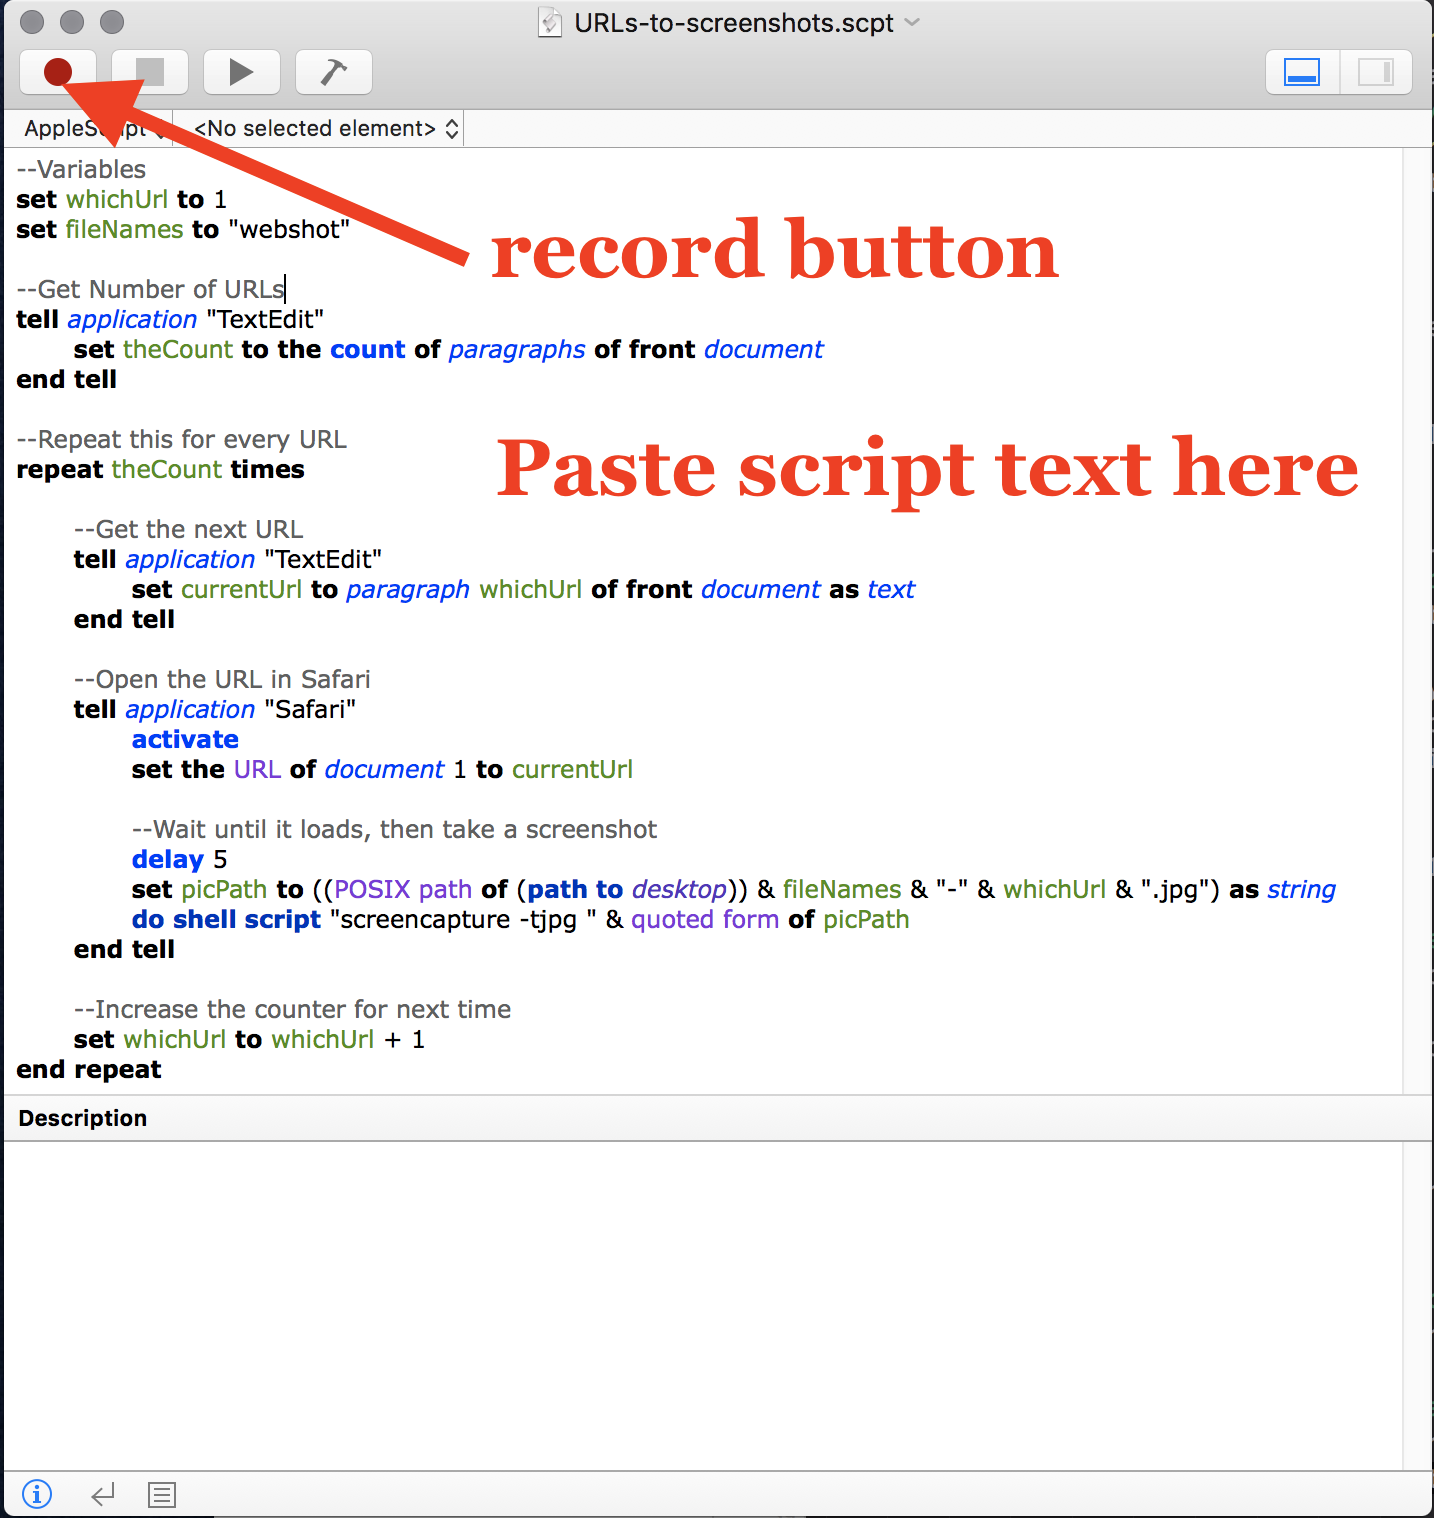 URLs-to-screenshots.scpt
AppleScript <No selected element>
--Variables
set whichUrl to 1
set fileNames to "webshot"
record button
--Get Number of URLs
tell application "TextEdit"
set theCount to the count of paragraphs of front document
end tell
--Repeat this for every URL
repeat theCount times
Paste script text here
--Get the next URL
tell application "TextEdit"
set currentUrl to paragraph whichUrl of front document as text
end tell
--Open the URL in Safari
tell application "Safari"
activate
set the URL of document 1 to currentUrl
--Wait until it loads, then take a screenshot
delay 5
set picPath to ((POSIX path of (path to desktop)) & fileNames & "-" & whichUrl & ".jpg") as string
do shell script "screencapture -tjpg " & quoted form of picPath
end tell
--Increase the counter for next time
set whichUrl to whichUrl + 1
end repeat
Description